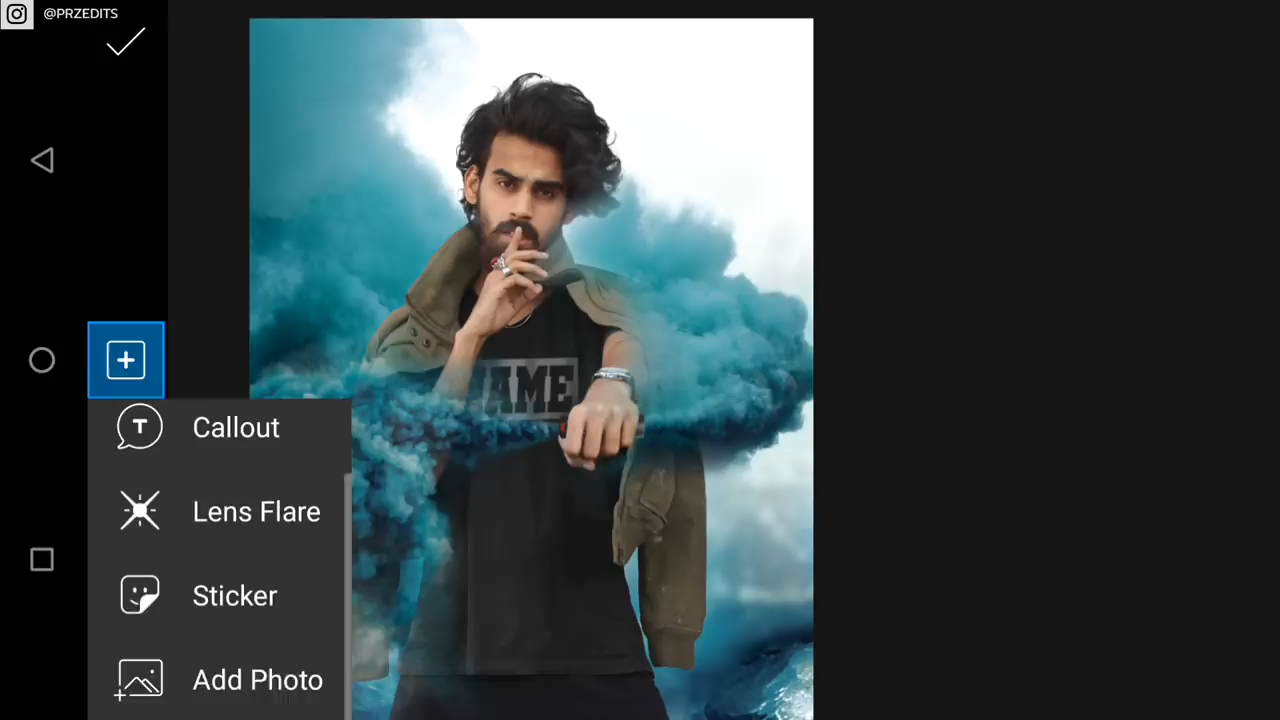 @PRZEDITS
AME
T
Callout
Lens Flare
Sticker
Add Photo